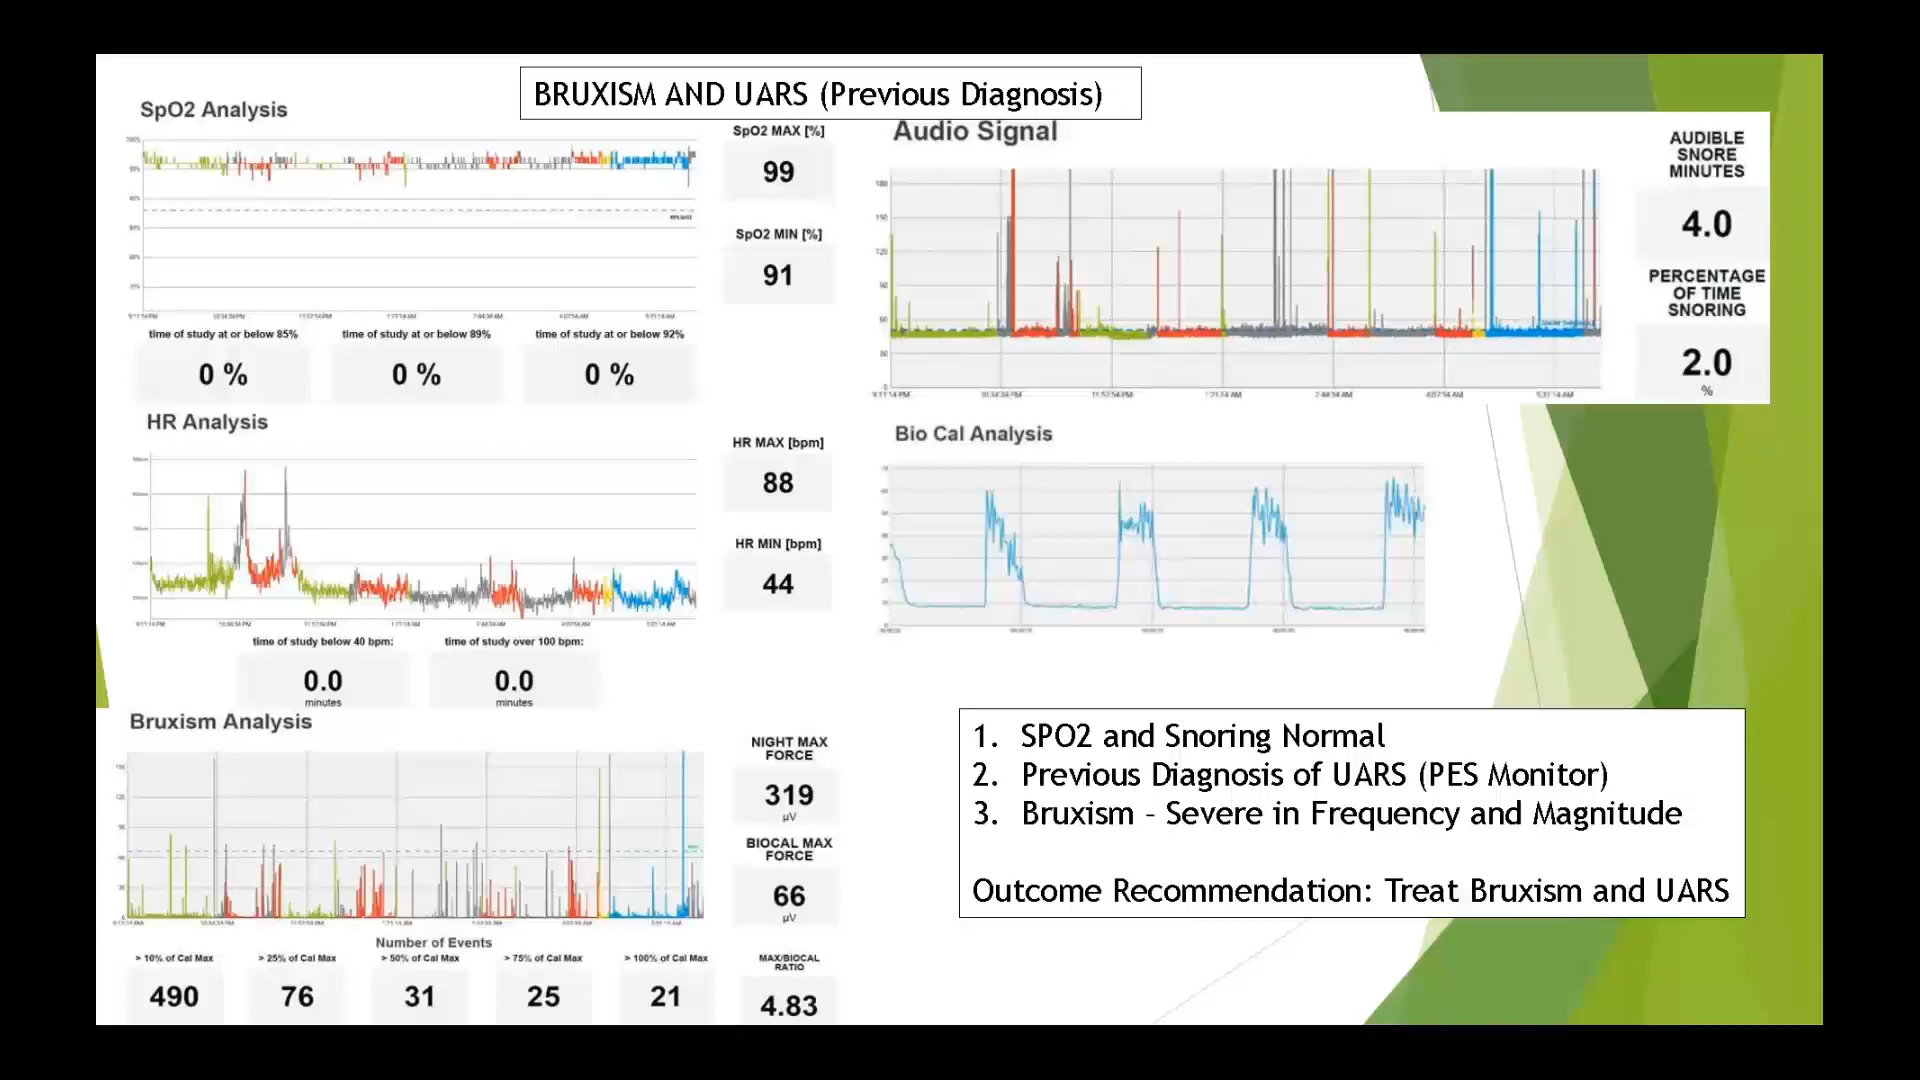 BRUXISM AND UARS (Previous Diagnosis)
SpO2 Analysis
SpO2 MAX [%]
99
SpO2 MIN [%]
91
time of study at or below 85%
time of study at or below 89%
time of study at or below 92%
0 %
0 %
0 %
HR Analysis
HR MAX [bpm]
88
HR MIN [bpm]
44
time of study below 40 bpm:
time of study over 100 bpm:
0.0
minutes
0.0
minutes
Bruxism Analysis
NIGHT MAX
FORCE
319
µV
BIOCAL MAX
FORCE
66
µV
Number of Events
> 10% of Cal Max
> 25% of Cal Max
> 50% of Cal Max
> 75% of Cal Max
> 100% of Cal Max
MAX/BIOCAL
RATIO
490
76
31
25
21
4.83
Audio Signal
180
150
120
90
60
30
0
AUDIBLE
SNORE
MINUTES
4.0
PERCENTAGE
OF TIME
SNORING
2.0
%
Bio Cal Analysis
1. SPO2 and Snoring Normal
2. Previous Diagnosis of UARS (PES Monitor)
3. Bruxism – Severe in Frequency and Magnitude
Outcome Recommendation: Treat Bruxism and UARS